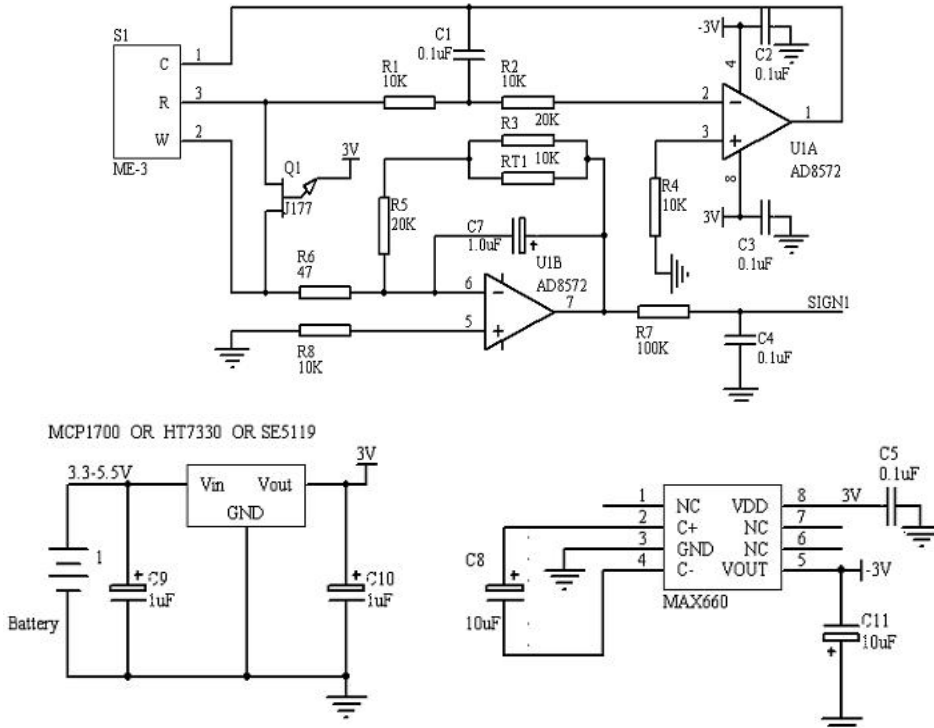 S1
C
R
W
ME-3
1
3
2
C1
0.1uF
R1
10K
R2
10K
20K
R3
10K
RT1
Q1
J177
3V
R5
20K
C7
1.0uF
+
R6
47
R8
10K
6
5
7
U1B
AD8572
-3V
4
C2
0.1uF
2
3
1
8
U1A
AD8572
R4
10K
3V
C3
0.1uF
R7
100K
SIGN1
C4
0.1uF
MCP1700 OR HT7330 OR SE5119
3.3-5.5V
Vin Vout
GND
3V
1
Battery
+
C9
1uF
+
C10
1uF
1 NC VDD 8 3V
2 C+ NC 7
3 GND NC 6
4 C- VOUT 5 -3V
MAX660
C5
0.1uF
C8
+
10uF
C11
10uF
+